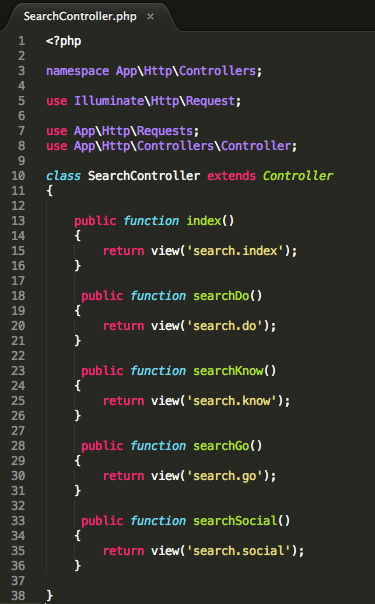 SearchController.php ×
1 <?php
2
3 namespace App\Http\Controllers;
4
5 use Illuminate\Http\Request;
6
7 use App\Http\Requests;
8 use App\Http\Controllers\Controller;
9
10 class SearchController extends Controller
11 {
12
13     public function index()
14     {
15         return view('search.index');
16     }
17
18      public function searchDo()
19     {
20         return view('search.do');
21     }
22
23      public function searchKnow()
24     {
25         return view('search.know');
26     }
27
28      public function searchGo()
29     {
30         return view('search.go');
31     }
32
33      public function searchSocial()
34     {
35         return view('search.social');
36     }
37
38 }